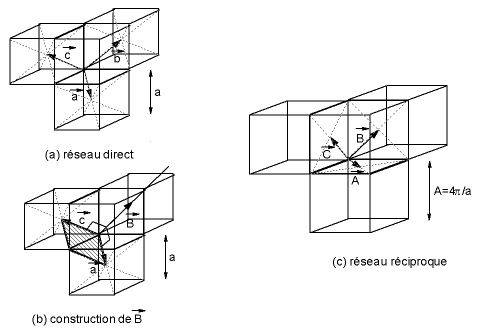 c
b
a
a
(a) réseau direct
c
B
a
a
(b) construction de B
B
C
A
A=4π/a
(c) réseau réciproque